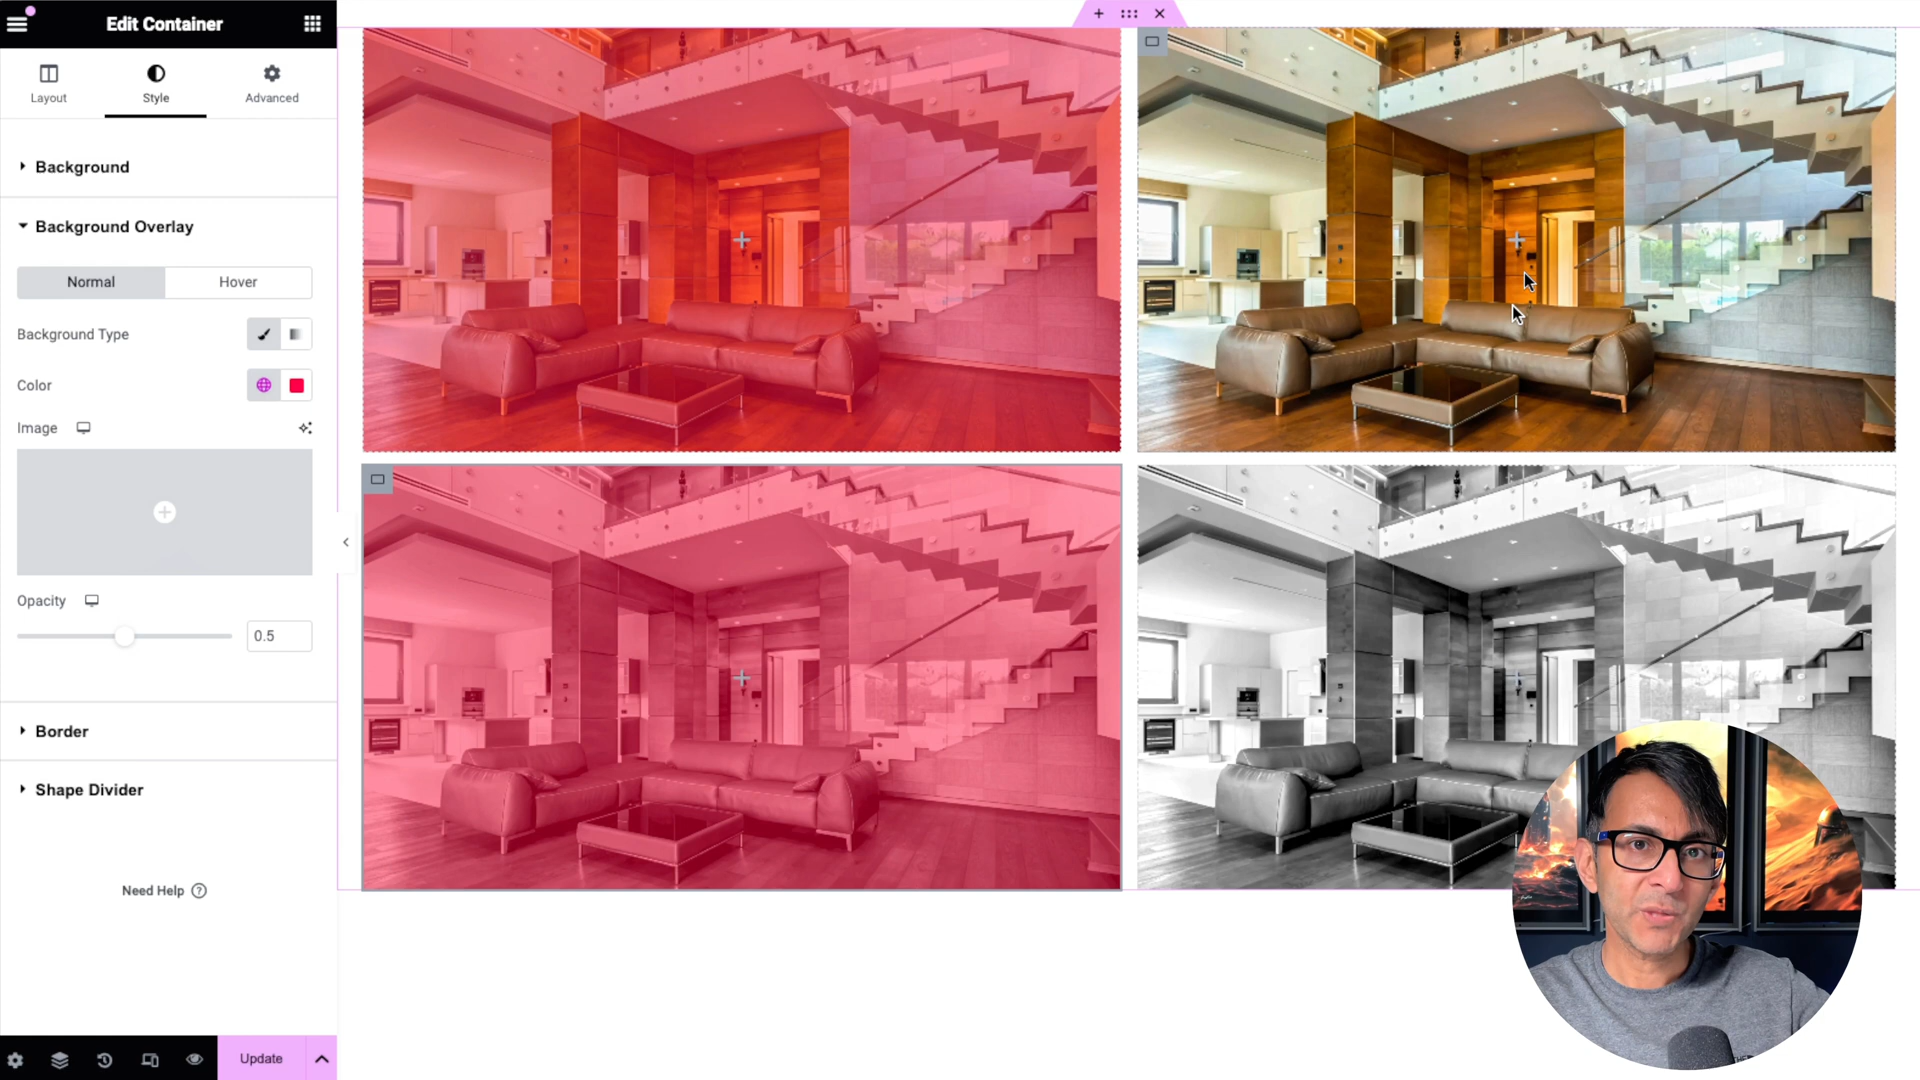 Edit Container
Layout
Style
Advanced
Background
Background Overlay
Normal
Hover
Background Type
Color
Image
Opacity
0.5
Border
Shape Divider
Need Help ?
Update